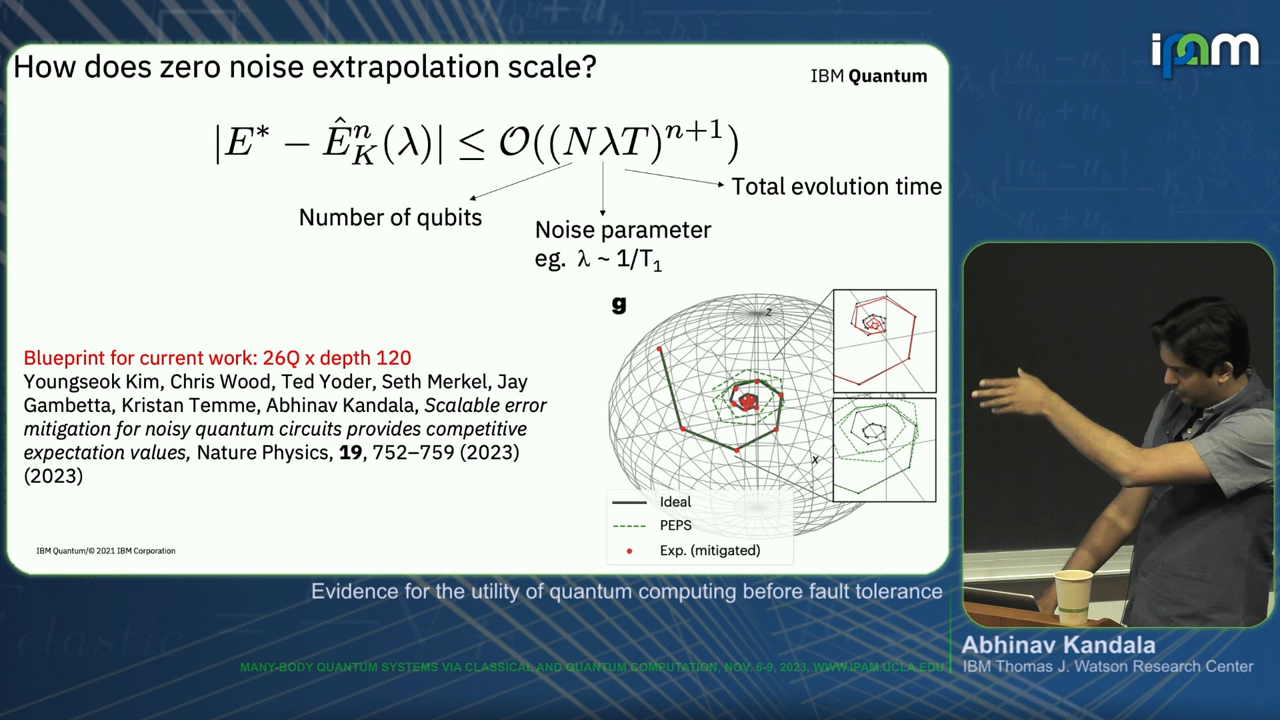 How does zero noise extrapolation scale?
IBM Quantum
|E* − Ê^n_K(λ)| ≤ O((NλT)^{n+1})
Number of qubits
Noise parameter
eg. λ ~ 1/T₁
Total evolution time
Blueprint for current work: 26Q x depth 120
Youngseok Kim, Chris Wood, Ted Yoder, Seth Merkel, Jay
Gambetta, Kristan Temme, Abhinav Kandala, Scalable error
mitigation for noisy quantum circuits provides competitive
expectation values, Nature Physics, 19, 752–759 (2023)
(2023)
g
z
x
Ideal
PEPS
Exp. (mitigated)
IBM Quantum/© 2021 IBM Corporation
ipam
Evidence for the utility of quantum computing before fault tolerance
Abhinav Kandala
IBM Thomas J. Watson Research Center
MANY-BODY QUANTUM SYSTEMS VIA CLASSICAL AND QUANTUM COMPUTATION, NOV. 6-9, 2023, WWW.IPAM.UCLA.EDU
elastic